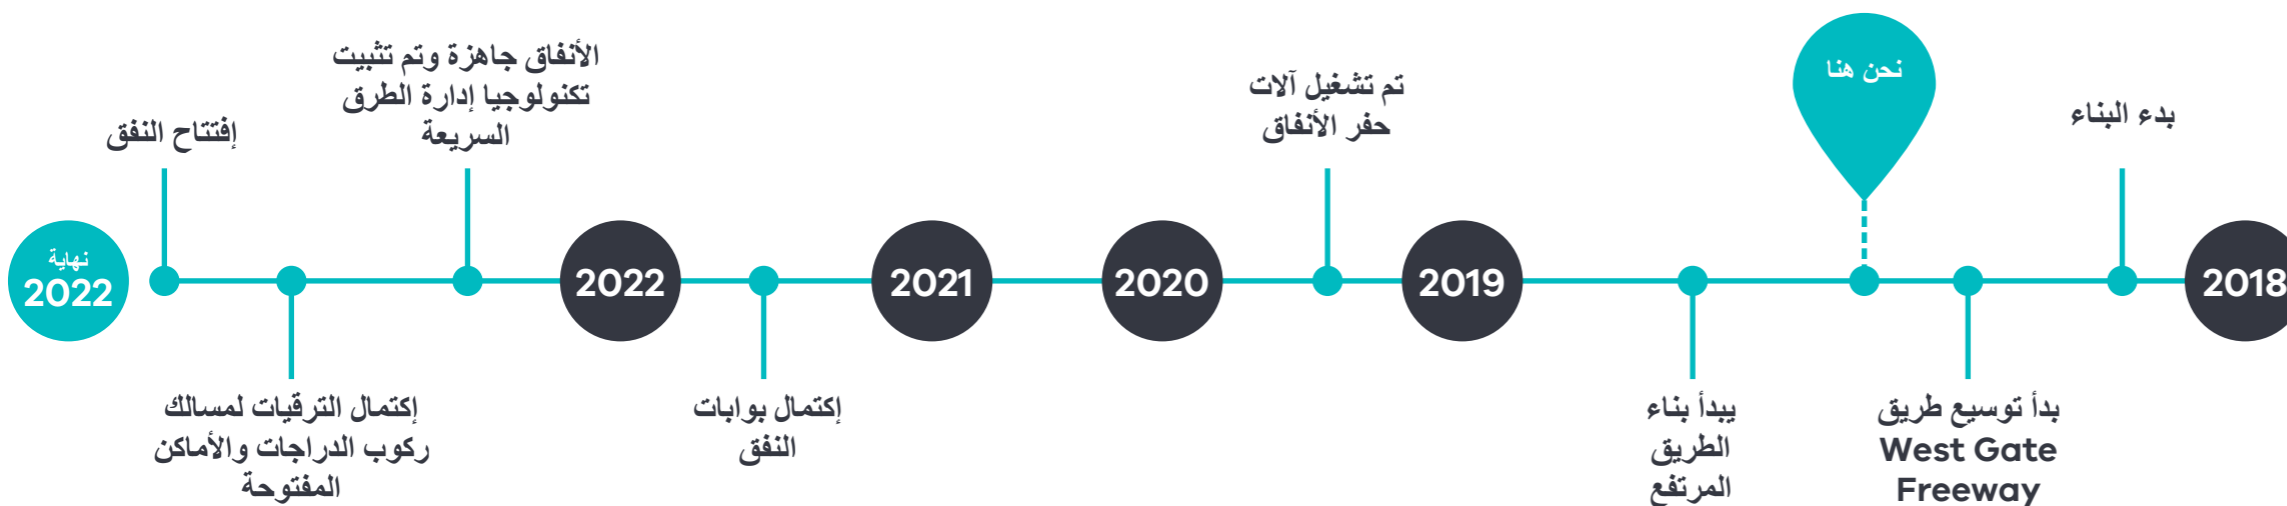 2018
بدء البناء
بدأ توسيع طريق
West Gate
Freeway
نحن هنا
يبدأ بناء
الطريق
المرتفع
2019
تم تشغيل آلات
حفر الأنفاق
2020
2021
إكتمال بوابات
النفق
2022
الأنفاق جاهزة وتم تثبيت
تكنولوجيا إدارة الطرق
السريعة
إكتمال الترقيات لمسالك
ركوب الدراجات والأماكن
المفتوحة
إفتتاح النفق
نهاية
2022